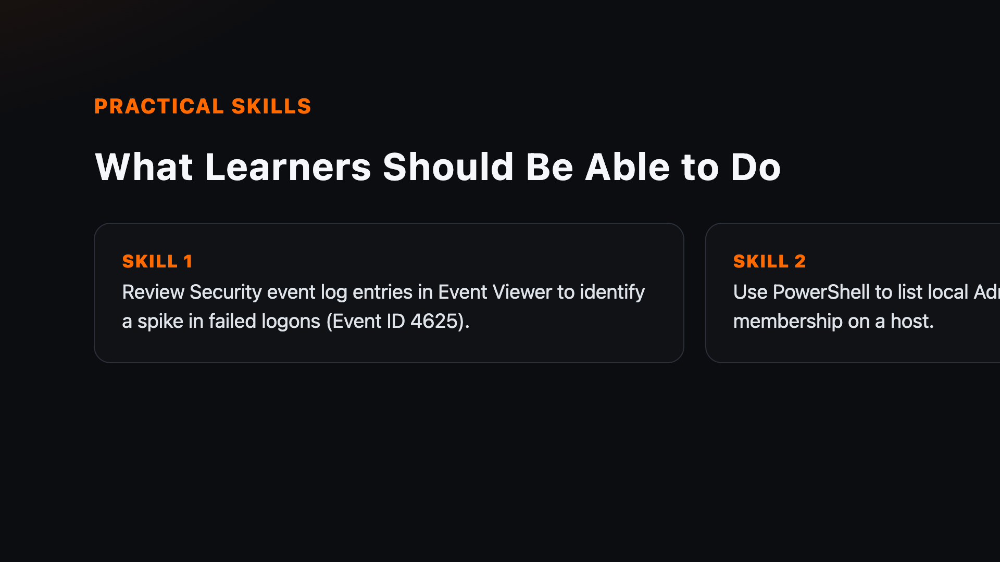 PRACTICAL SKILLS
What Learners Should Be Able to Do
SKILL 1
Review Security event log entries in Event Viewer to identify
a spike in failed logons (Event ID 4625).
SKILL 2
Use PowerShell to list local
membership on a host.